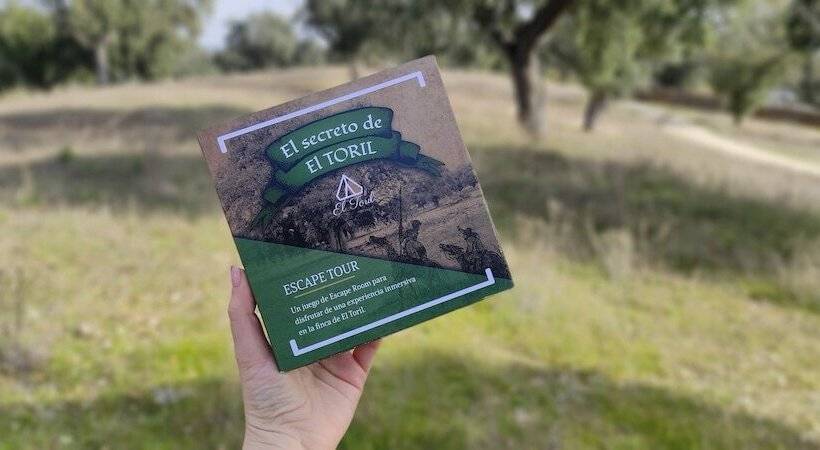 El secreto de
El TORIL
El Toril
ESCAPE TOUR
Un juego de Escape Room para
disfrutar de una experiencia inmersiva
en la finca de El Toril.